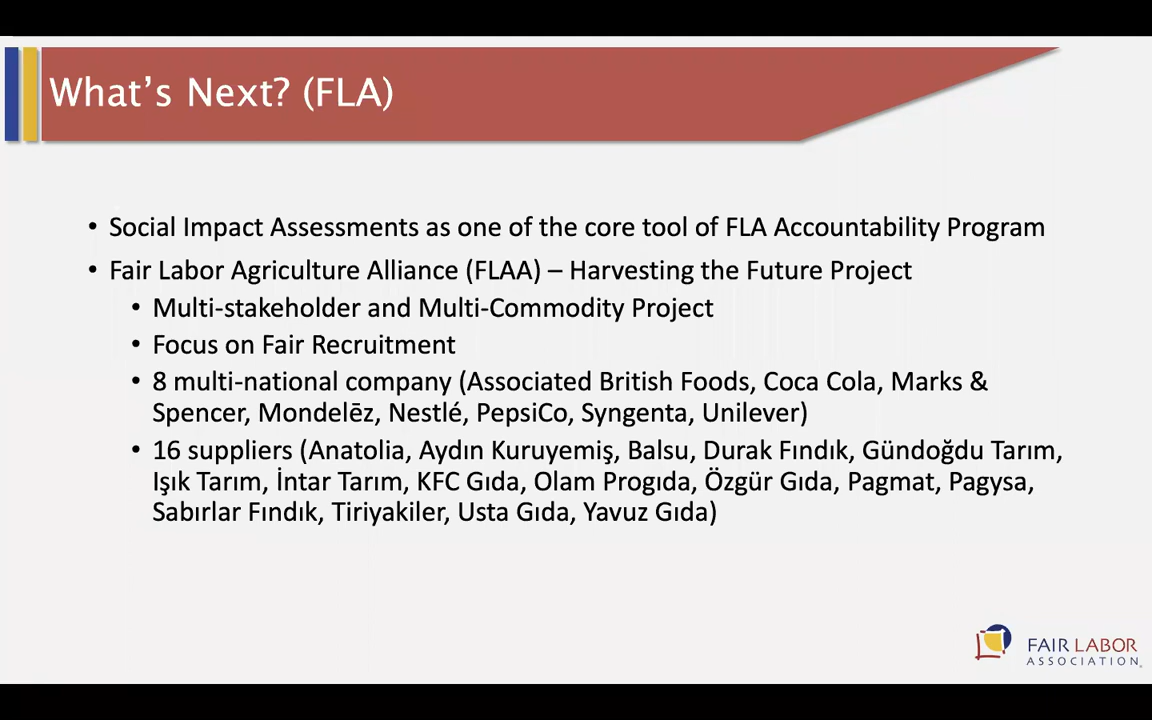 What's Next? (FLA)
• Social Impact Assessments as one of the core tool of FLA Accountability Program
• Fair Labor Agriculture Alliance (FLAA) – Harvesting the Future Project
• Multi-stakeholder and Multi-Commodity Project
• Focus on Fair Recruitment
• 8 multi-national company (Associated British Foods, Coca Cola, Marks &
Spencer, Mondelēz, Nestlé, PepsiCo, Syngenta, Unilever)
• 16 suppliers (Anatolia, Aydın Kuruyemiş, Balsu, Durak Fındık, Gündoğdu Tarım,
Işık Tarım, İntar Tarım, KFC Gıda, Olam Progıda, Özgür Gıda, Pagmat, Pagysa,
Sabırlar Fındık, Tiriyakiler, Usta Gıda, Yavuz Gıda)
FAIR LABOR
ASSOCIATION